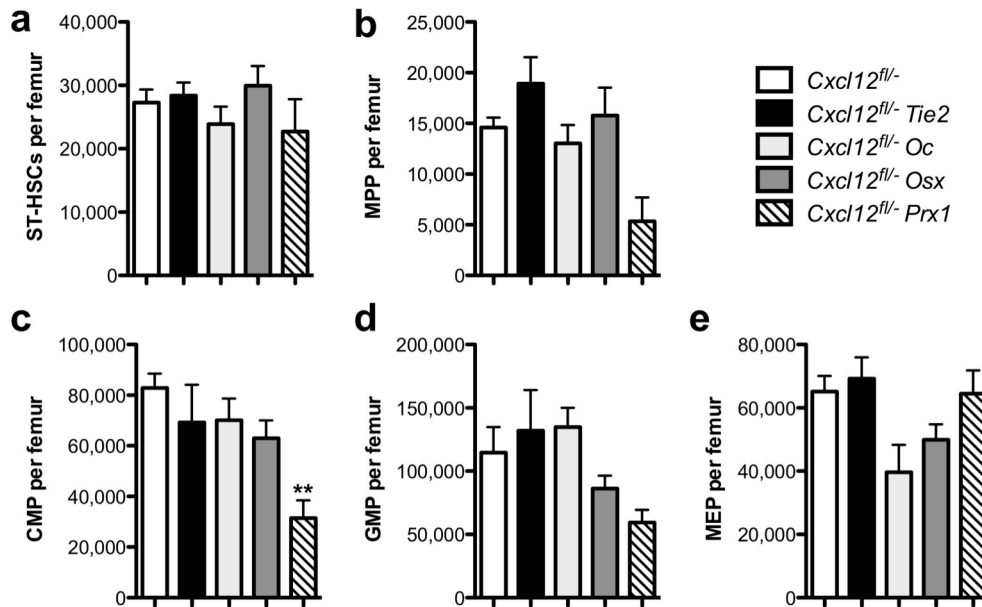 a
ST-HSCs per femur
40,000
30,000
20,000
10,000
0
b
MPP per femur
25,000
20,000
15,000
10,000
5,000
0
Cxcl12fl/-
Cxcl12fl/- Tie2
Cxcl12fl/- Oc
Cxcl12fl/- Osx
Cxcl12fl/- Prx1
c
CMP per femur
100,000
80,000
60,000
40,000
20,000
0
**
d
GMP per femur
200,000
150,000
100,000
50,000
0
e
MEP per femur
80,000
60,000
40,000
20,000
0